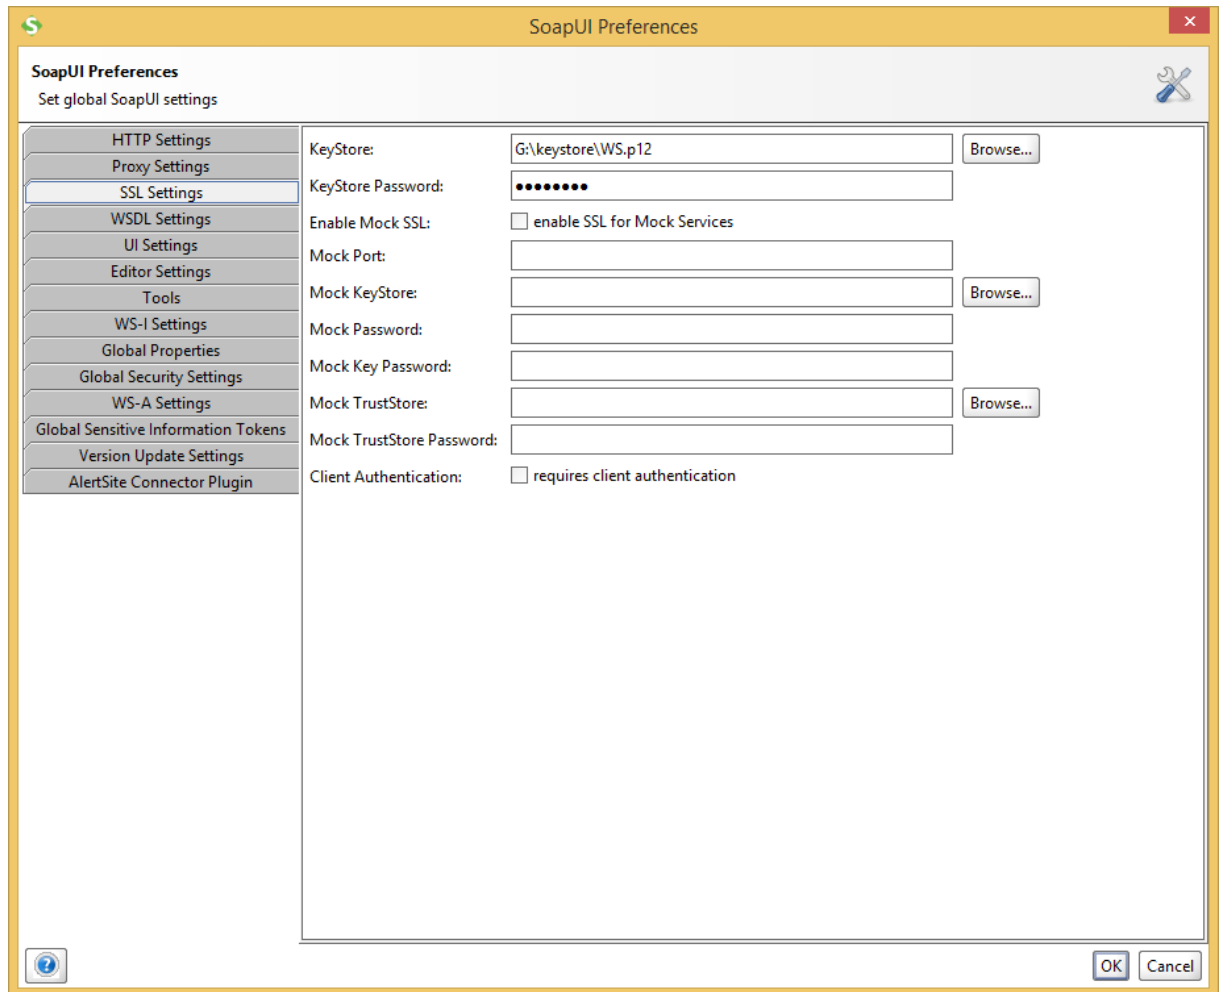 SoapUI Preferences
SoapUI Preferences
Set global SoapUI settings
HTTP Settings
Proxy Settings
SSL Settings
WSDL Settings
UI Settings
Editor Settings
Tools
WS-I Settings
Global Properties
Global Security Settings
WS-A Settings
Global Sensitive Information Tokens
Version Update Settings
AlertSite Connector Plugin
KeyStore: G:\keystore\WS.p12 Browse...
KeyStore Password: ••••••••
Enable Mock SSL: enable SSL for Mock Services
Mock Port:
Mock KeyStore: Browse...
Mock Password:
Mock Key Password:
Mock TrustStore: Browse...
Mock TrustStore Password:
Client Authentication: requires client authentication
OK Cancel